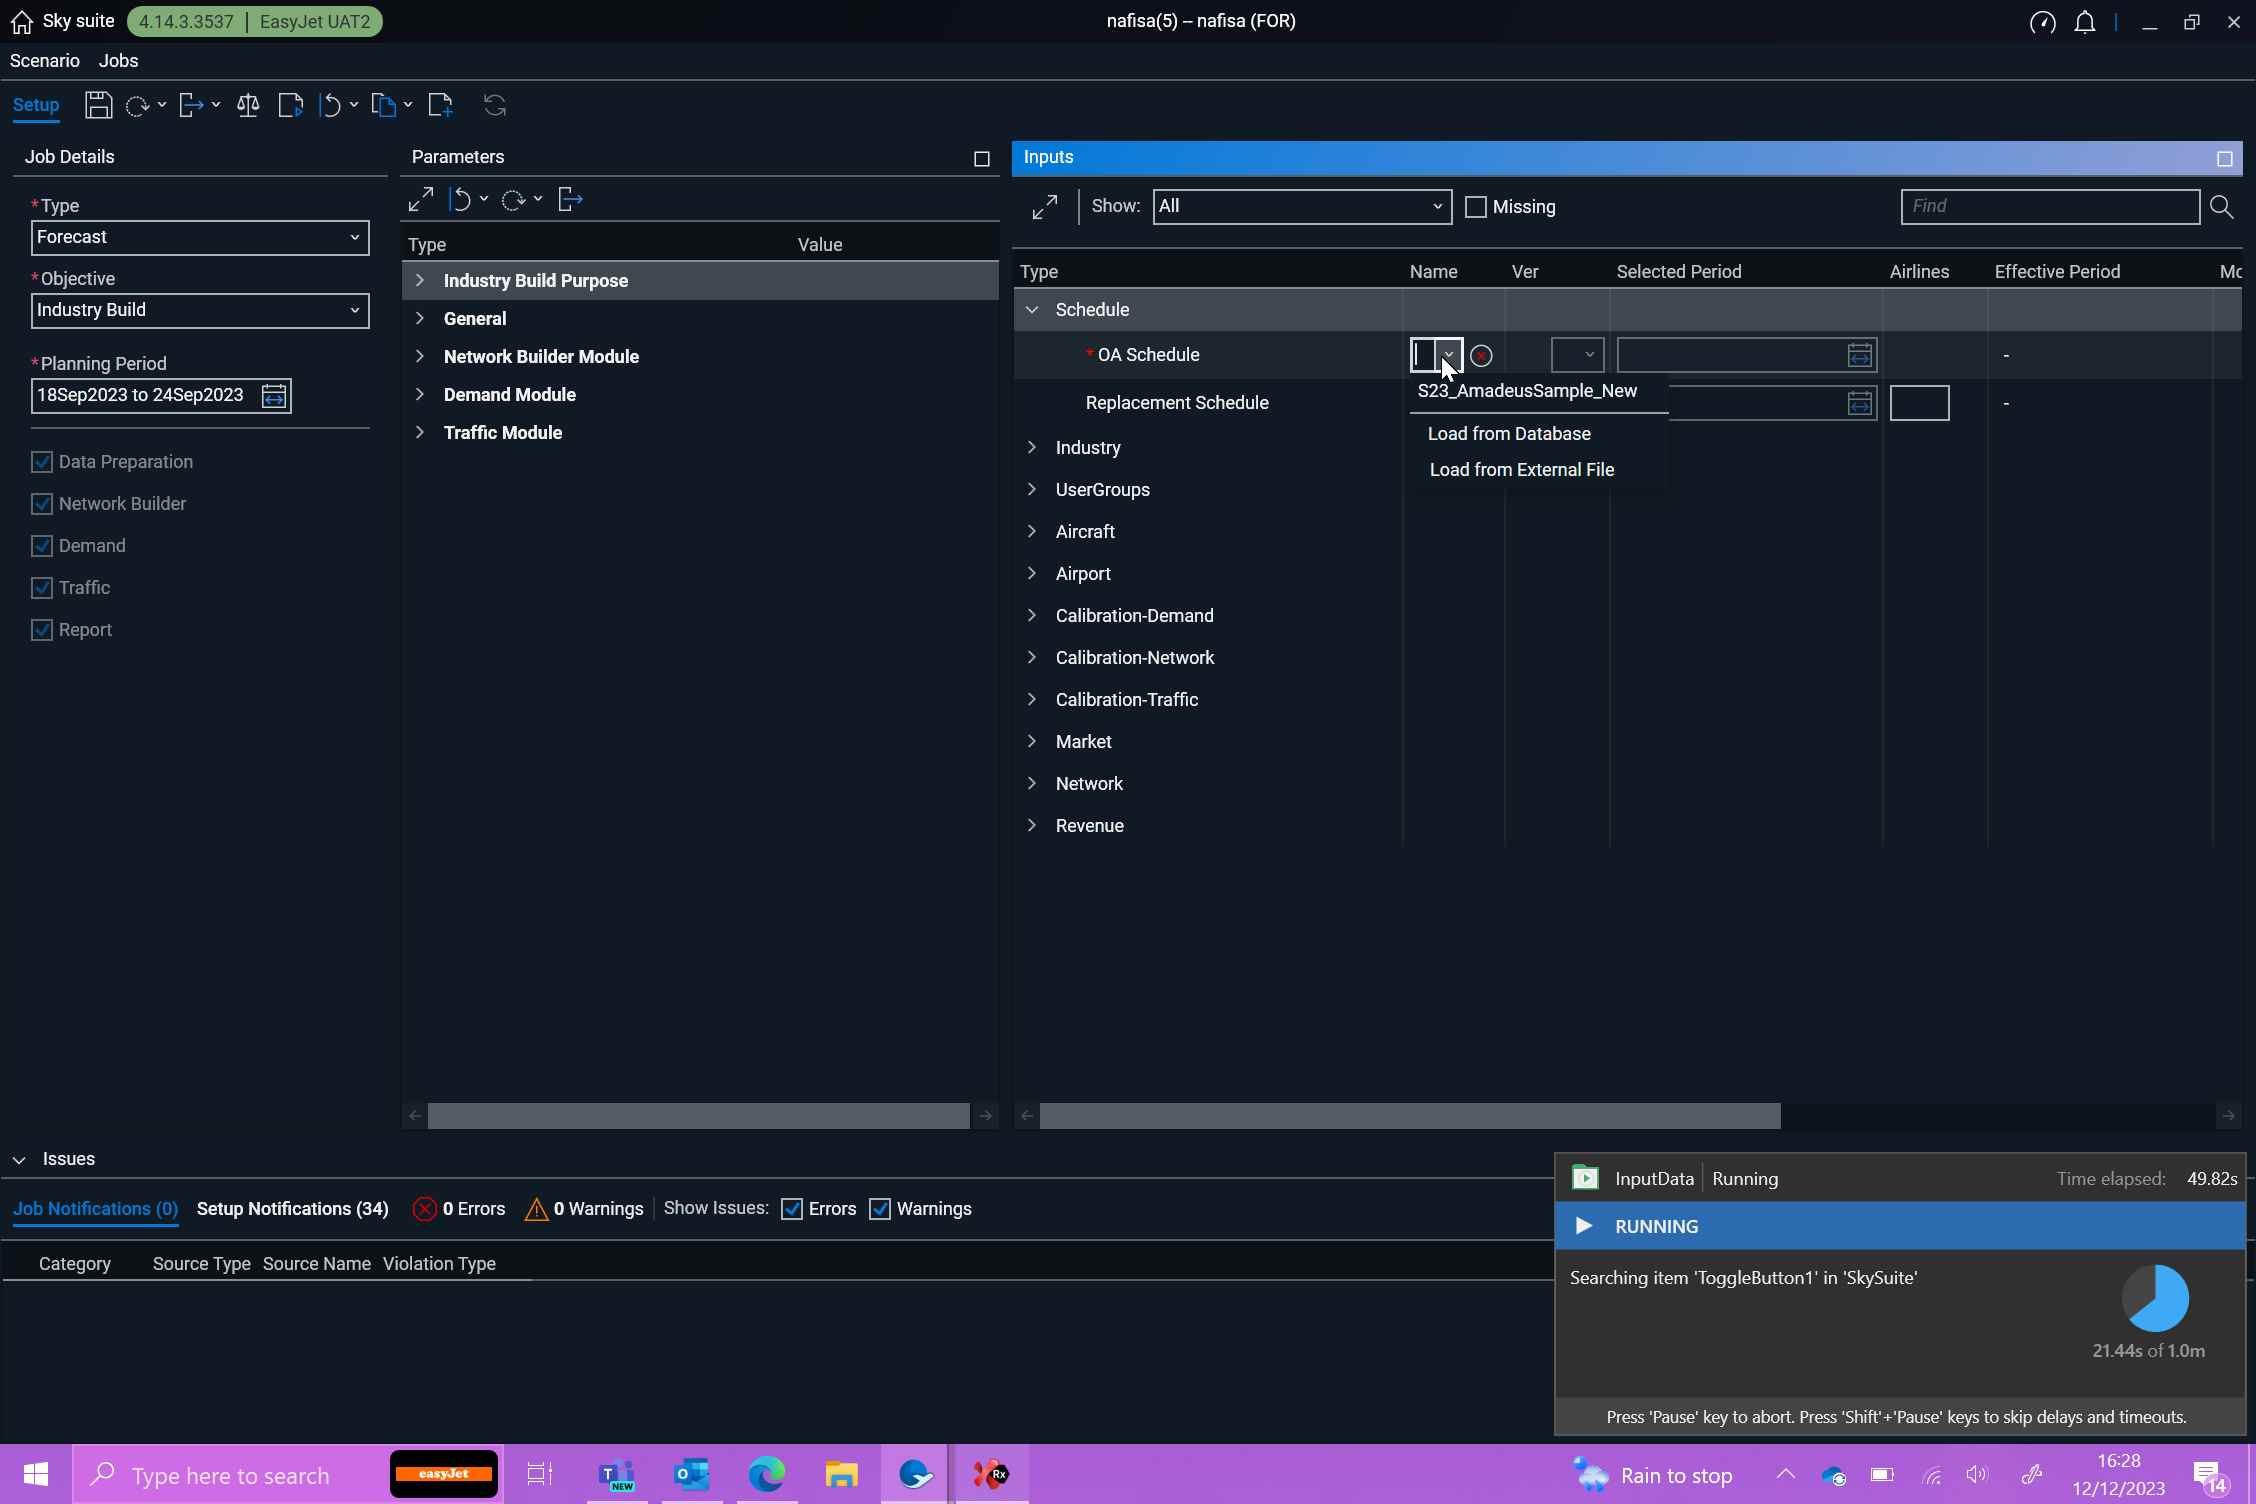 Sky suite 4.14.3.3537 | EasyJet UAT2 nafisa(5) – nafisa (FOR)
Scenario Jobs
Setup
Job Details
*Type
Forecast
*Objective
Industry Build
*Planning Period
18Sep2023 to 24Sep2023
Data Preparation
Network Builder
Demand
Traffic
Report
Parameters
Type Value
Industry Build Purpose
General
Network Builder Module
Demand Module
Traffic Module
Inputs
Show: All Missing Find
Type Name Ver Selected Period Airlines Effective Period Mc
Schedule
* OA Schedule -
S23_AmadeusSample_New
Replacement Schedule -
Load from Database
Load from External File
Industry
UserGroups
Aircraft
Airport
Calibration-Demand
Calibration-Network
Calibration-Traffic
Market
Network
Revenue
Issues
Job Notifications (0) Setup Notifications (34) 0 Errors 0 Warnings Show Issues: Errors Warnings
Category Source Type Source Name Violation Type
InputData Running Time elapsed: 49.82s
RUNNING
Searching item 'ToggleButton1' in 'SkySuite'
21.44s of 1.0m
Press 'Pause' key to abort. Press 'Shift'+'Pause' keys to skip delays and timeouts.
Type here to search easyJet T NEW O Rx Rain to stop 16:28
12/12/2023 14